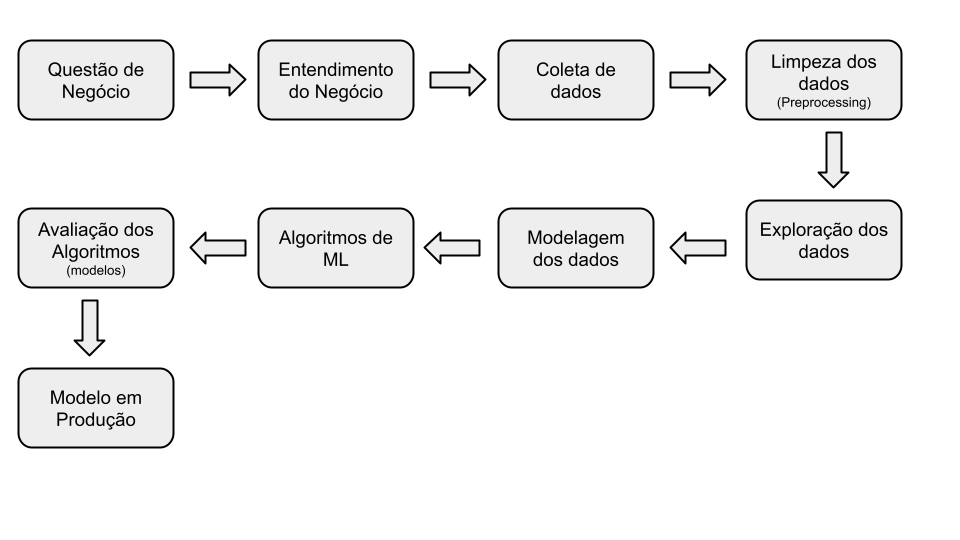 Questão de
Negócio
Entendimento
do Negócio
Coleta de
dados
Limpeza dos
dados
(Preprocessing)
Exploração dos
dados
Modelagem
dos dados
Algoritmos de
ML
Avaliação dos
Algoritmos
(modelos)
Modelo em
Produção